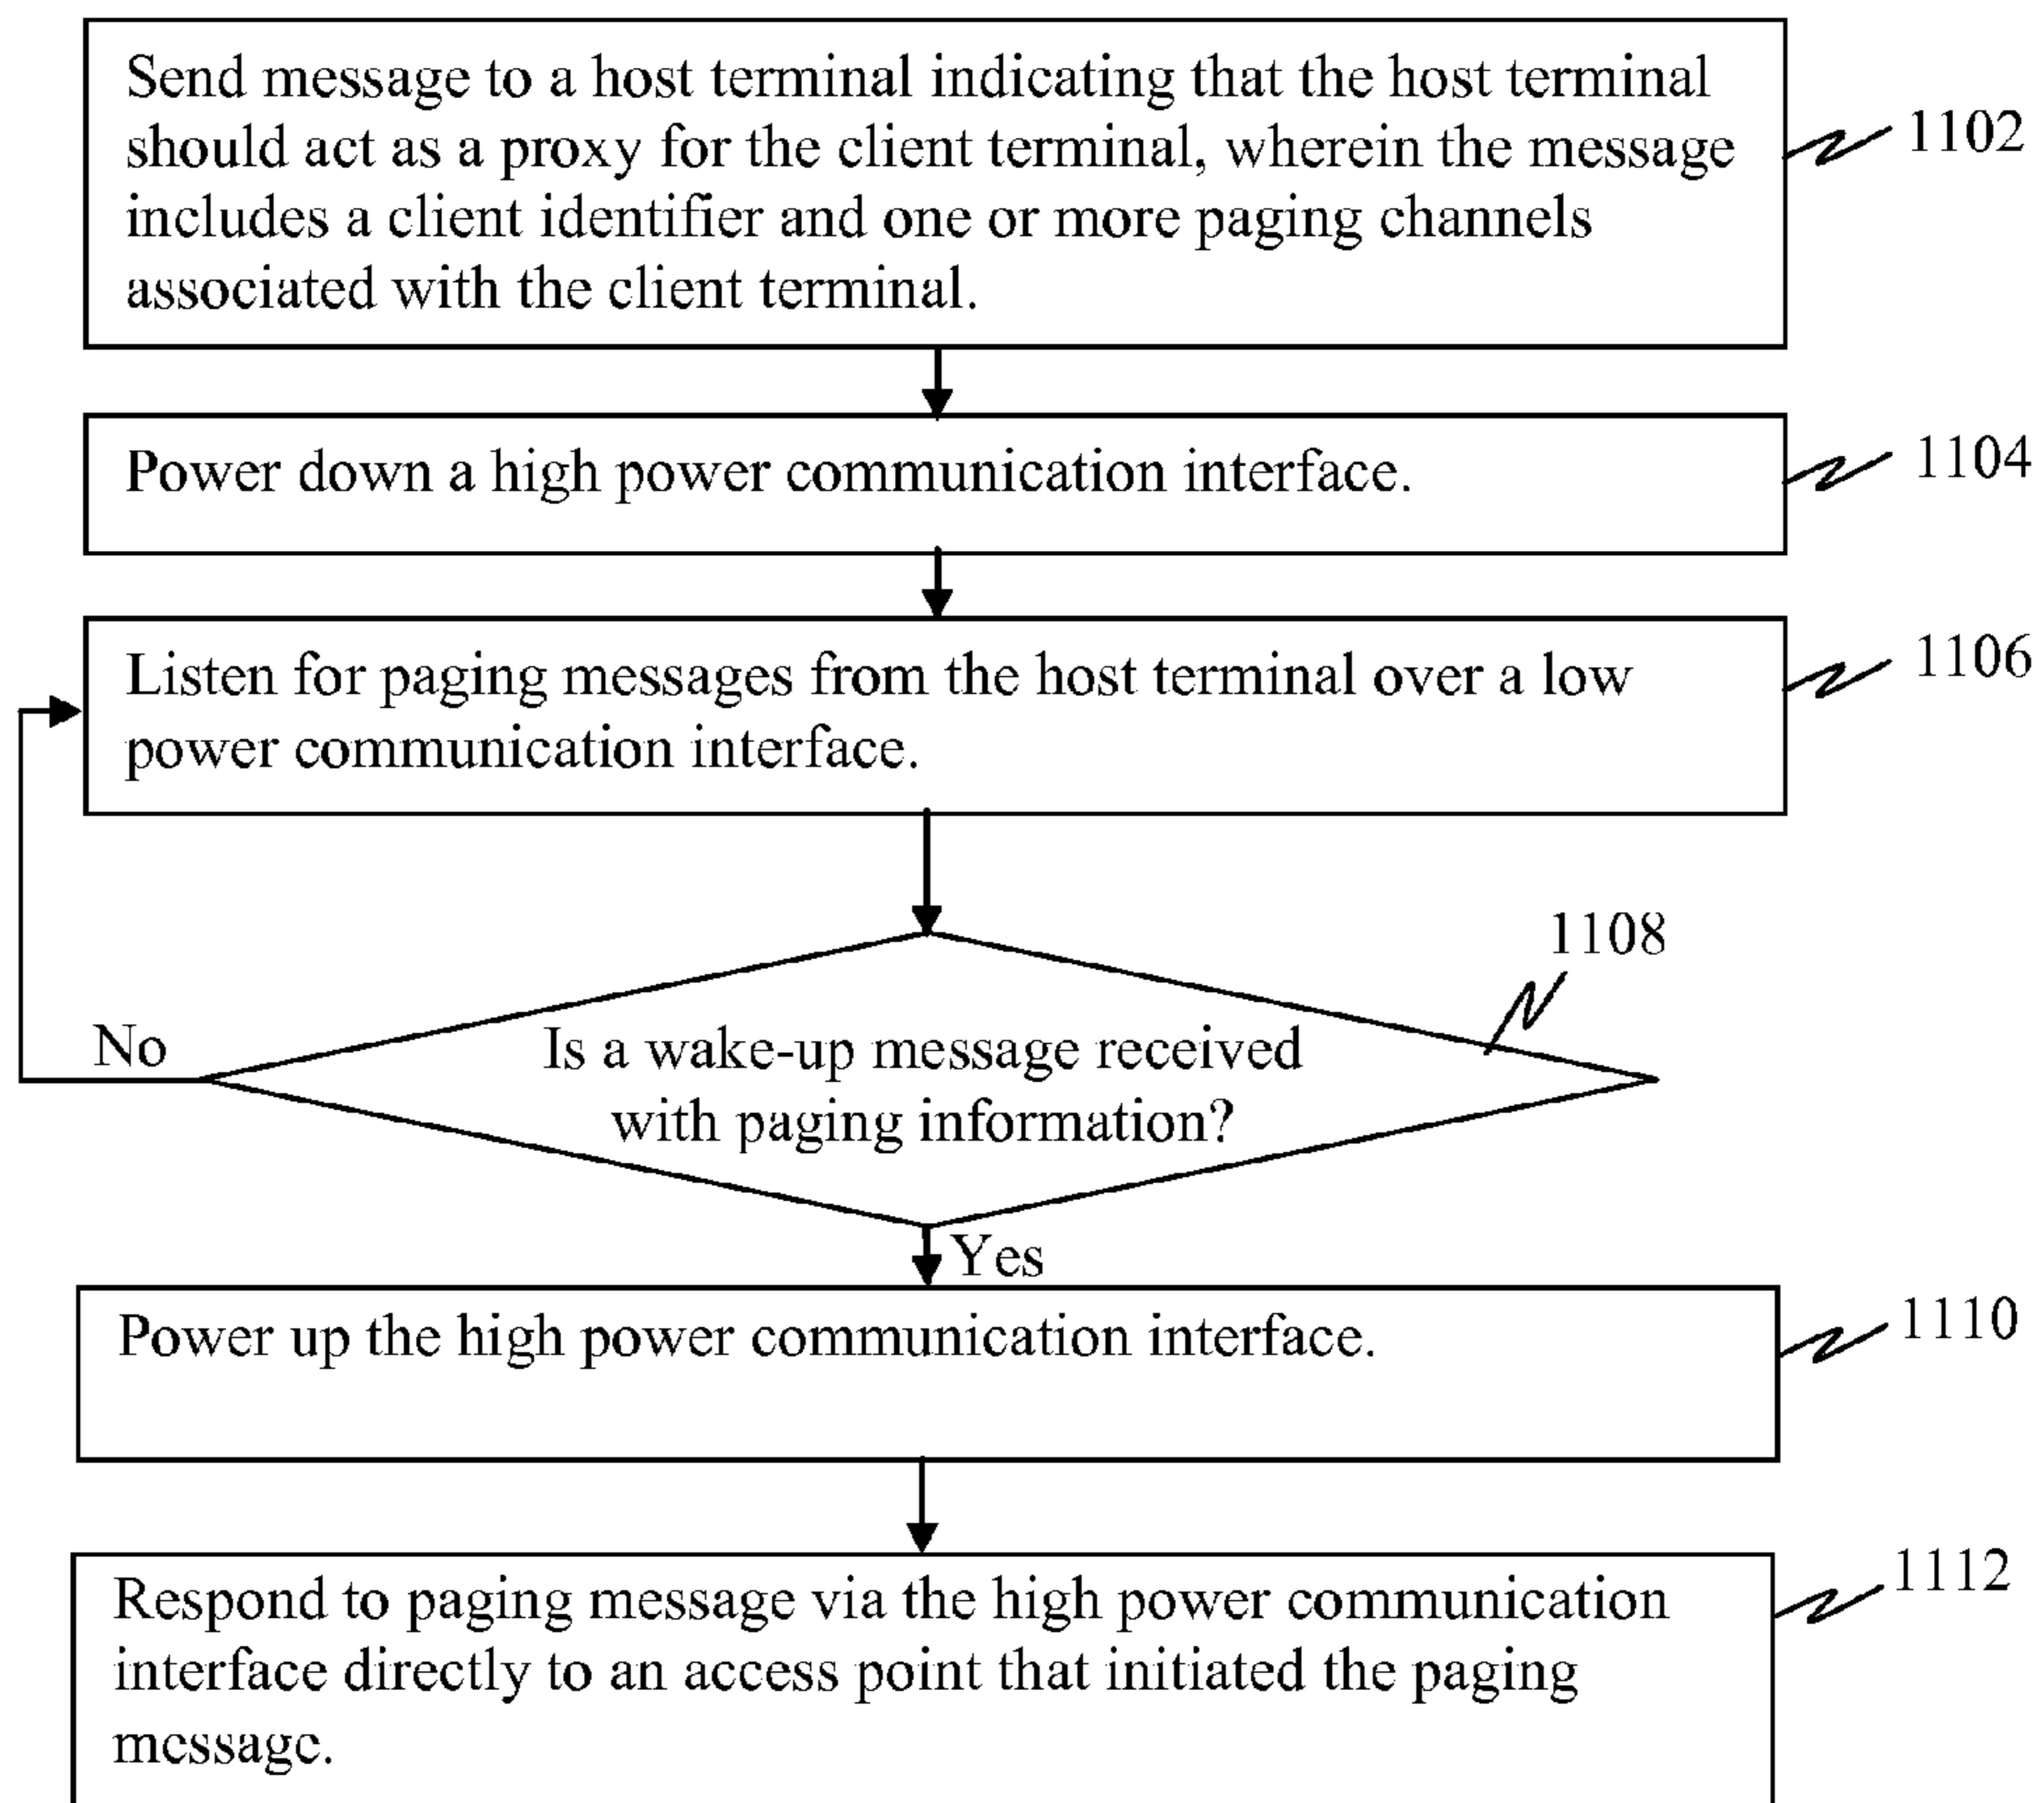 Send message to a host terminal indicating that the host terminal
should act as a proxy for the client terminal, wherein the message
includes a client identifier and one or more paging channels
associated with the client terminal.
1102
Power down a high power communication interface.
1104
Listen for paging messages from the host terminal over a low
power communication interface.
1106
1108
No
Is a wake-up message received
with paging information?
Yes
Power up the high power communication interface.
1110
Respond to paging message via the high power communication
interface directly to an access point that initiated the paging
message.
1112